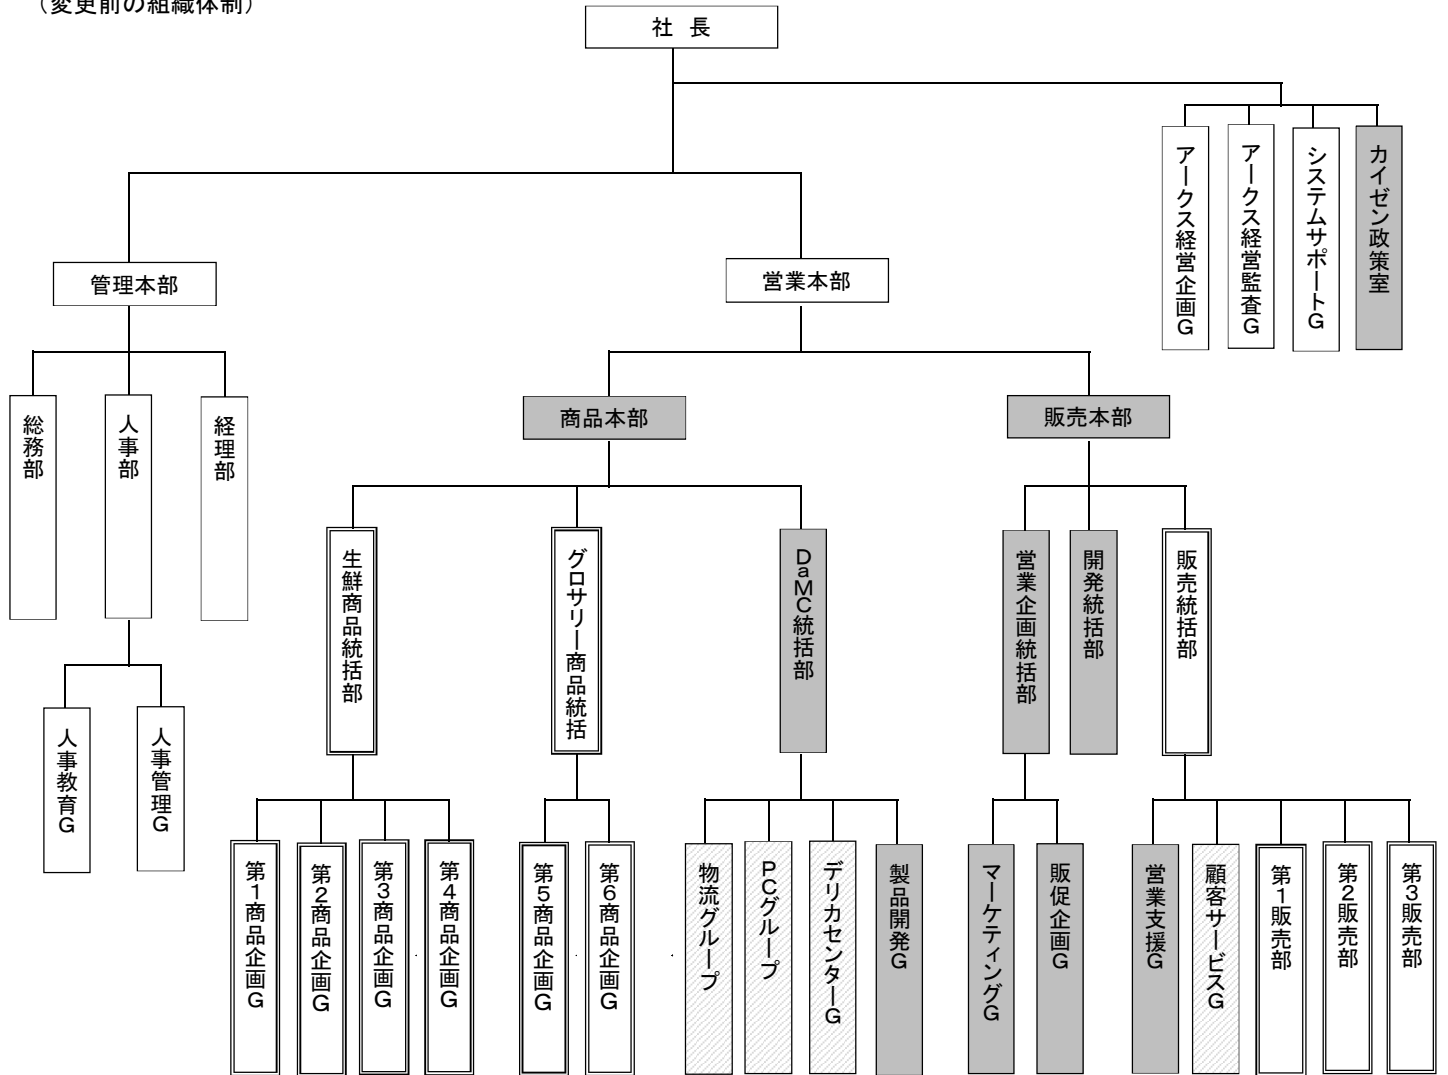 （変更前の組織体制）
社 長
アークス経営企画G
アークス経営監査G
システムサポートG
カイゼン政策室
管理本部
営業本部
総務部
人事部
経理部
商品本部
販売本部
生鮮商品統括部
グロサリー商品統括
DaMC統括部
営業企画統括部
開発統括部
販売統括部
人事教育G
人事管理G
第1商品企画G
第2商品企画G
第3商品企画G
第4商品企画G
第5商品企画G
第6商品企画G
物流グループ
PCグループ
デリカセンターG
製品開発G
マーケティングG
販促企画G
営業支援G
顧客サービスG
第1販売部
第2販売部
第3販売部